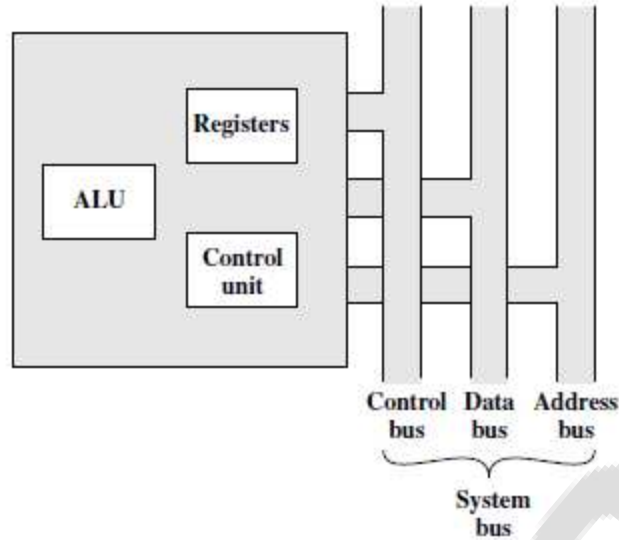 Registers
ALU
Control
unit
Control Data Address
bus bus bus
System
bus